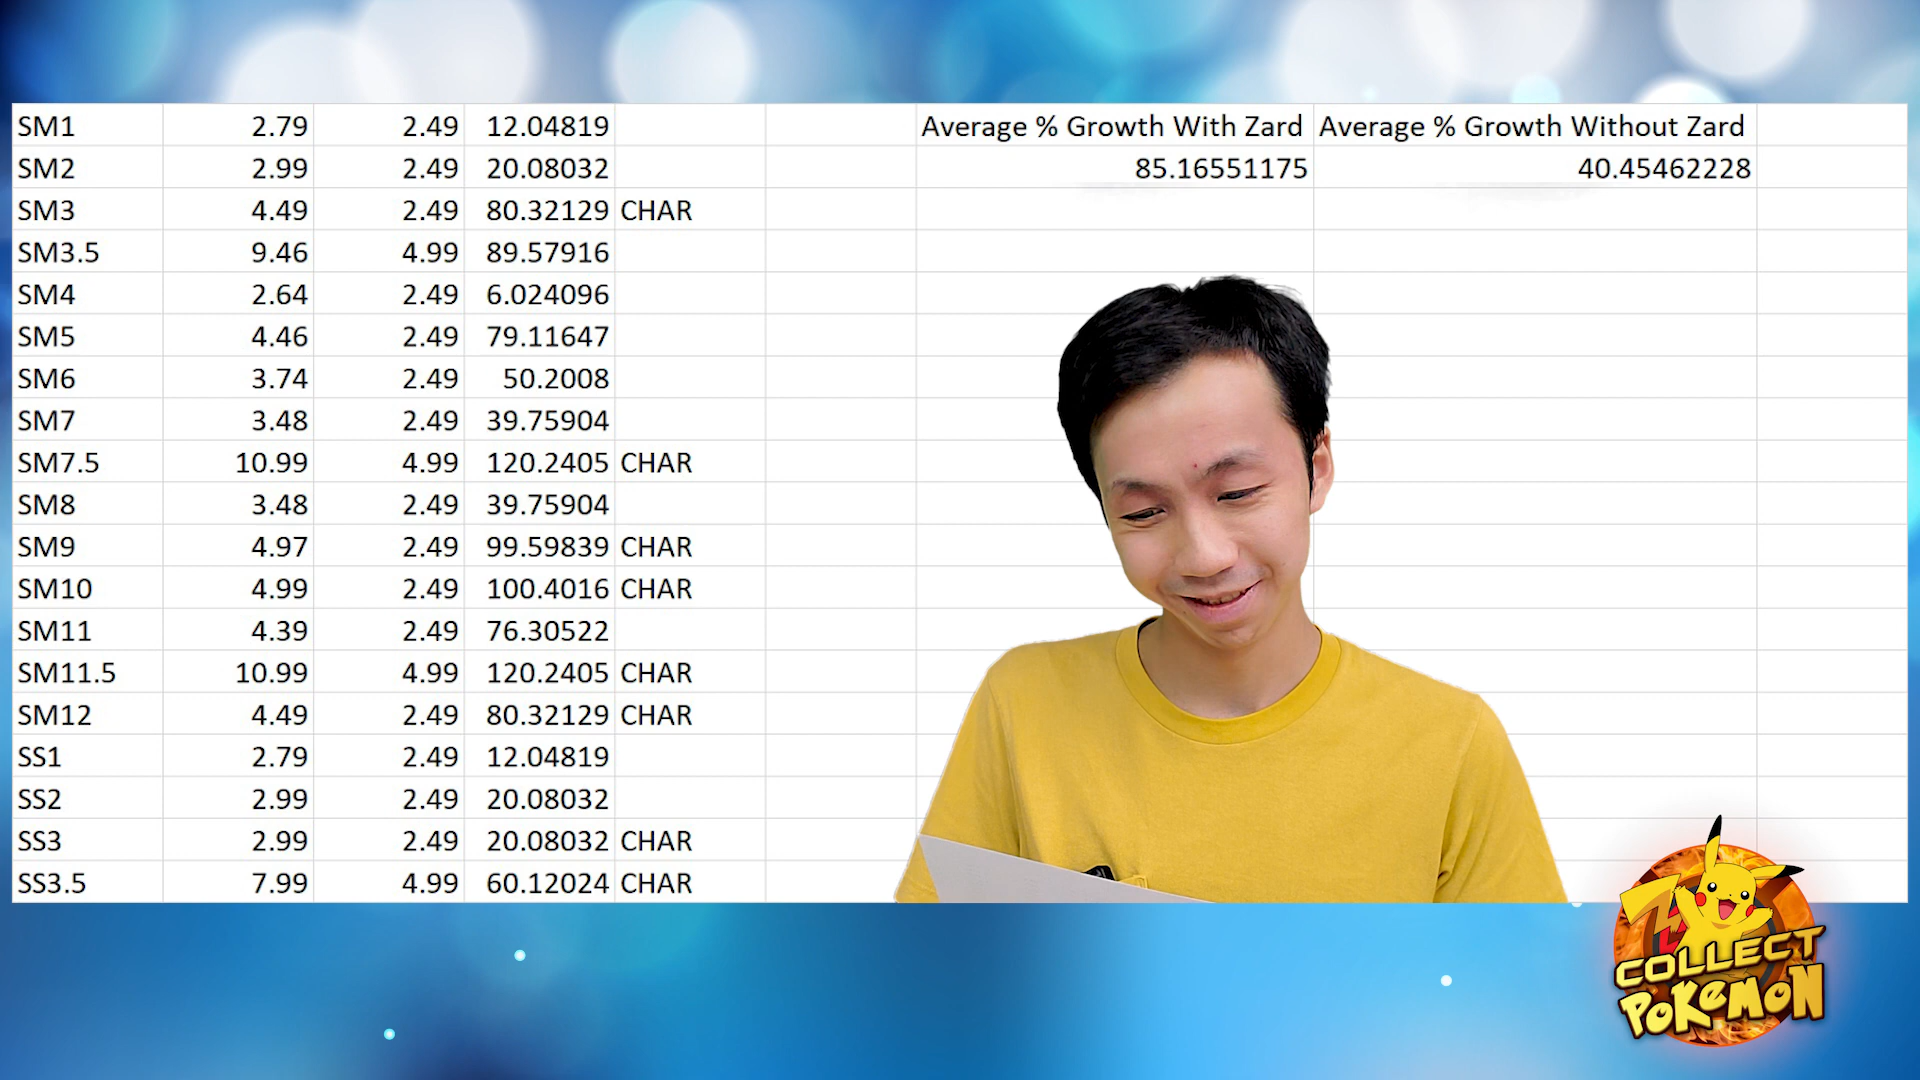 SM1 2.79 2.49 12.04819 Average % Growth With Zard Average % Growth Without Zard
SM2 2.99 2.49 20.08032 85.16551175 40.45462228
SM3 4.49 2.49 80.32129 CHAR
SM3.5 9.46 4.99 89.57916
SM4 2.64 2.49 6.024096
SM5 4.46 2.49 79.11647
SM6 3.74 2.49 50.2008
SM7 3.48 2.49 39.75904
SM7.5 10.99 4.99 120.2405 CHAR
SM8 3.48 2.49 39.75904
SM9 4.97 2.49 99.59839 CHAR
SM10 4.99 2.49 100.4016 CHAR
SM11 4.39 2.49 76.30522
SM11.5 10.99 4.99 120.2405 CHAR
SM12 4.49 2.49 80.32129 CHAR
SS1 2.79 2.49 12.04819
SS2 2.99 2.49 20.08032
SS3 2.99 2.49 20.08032 CHAR
SS3.5 7.99 4.99 60.12024 CHAR
COLLECT
POKEMON